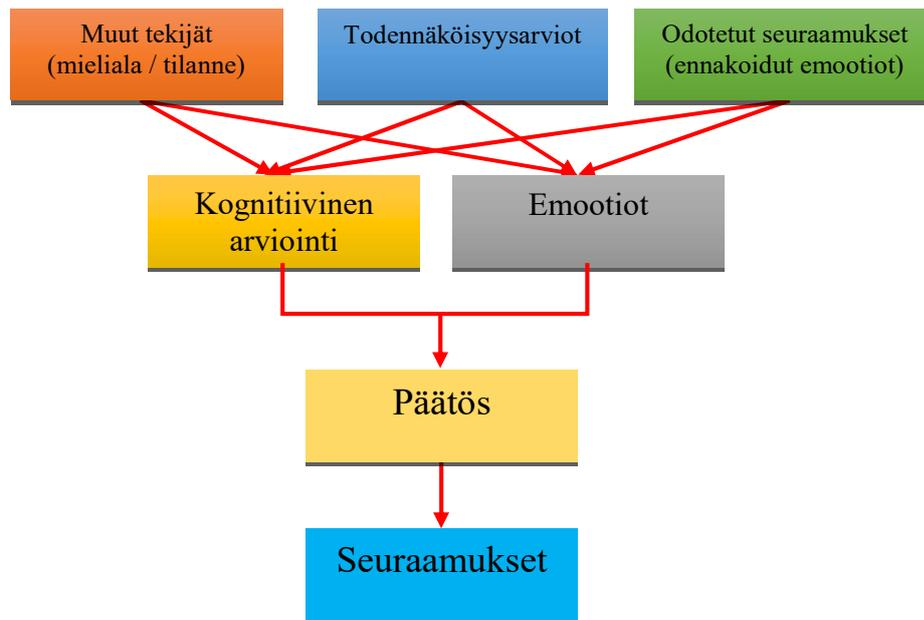 Muut tekijät
(mieliala / tilanne)
Todennäköisyysarviot
Odotetut seuraamukset
(ennakoidut emootiot)
Kognitiivinen
arviointi
Emootiot
Päätös
Seuraamukset